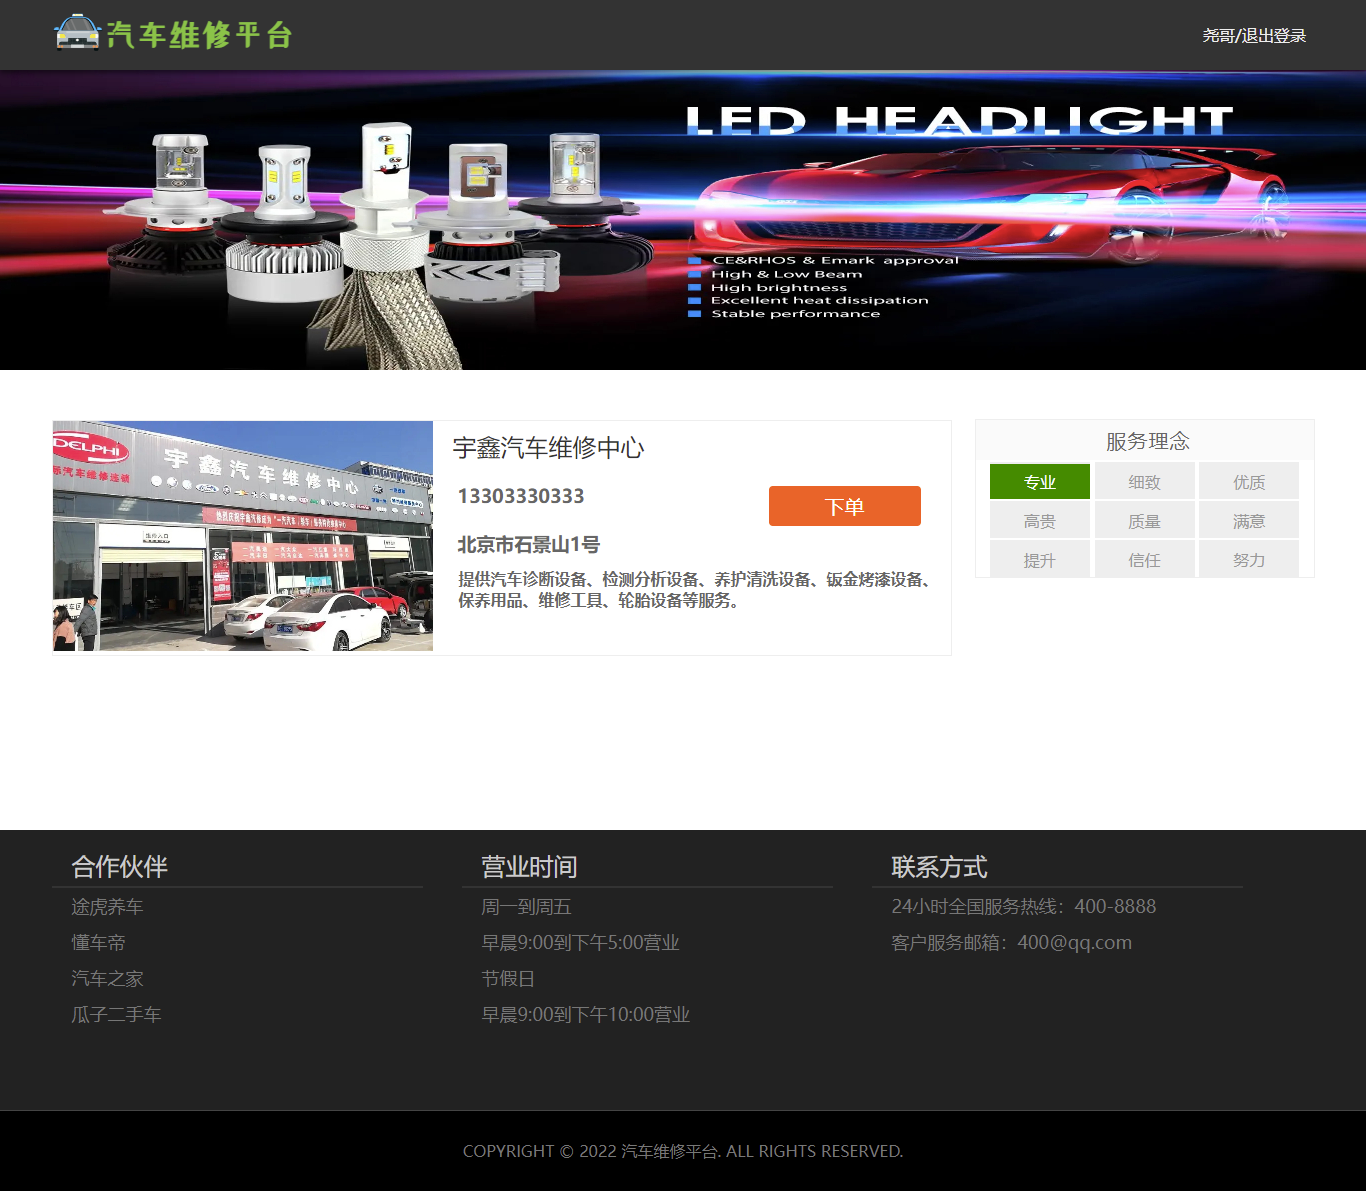 汽车维修平台
尧哥/退出登录
LED HEADLIGHT
CE&RHOS & Emark approval
High & Low Beam
High brightness
Excellent heat dissipation
Stable performance
DELPHI
宇鑫汽车维修中心
宇鑫汽车维修中心
13303330333
下单
北京市石景山1号
提供汽车诊断设备、检测分析设备、养护清洗设备、钣金烤漆设备、
保养用品、维修工具、轮胎设备等服务。
服务理念
专业 细致 优质
高贵 质量 满意
提升 信任 努力
合作伙伴
途虎养车
懂车帝
汽车之家
瓜子二手车
营业时间
周一到周五
早晨9:00到下午5:00营业
节假日
早晨9:00到下午10:00营业
联系方式
24小时全国服务热线：400-8888
客户服务邮箱：400@qq.com
COPYRIGHT © 2022 汽车维修平台. ALL RIGHTS RESERVED.